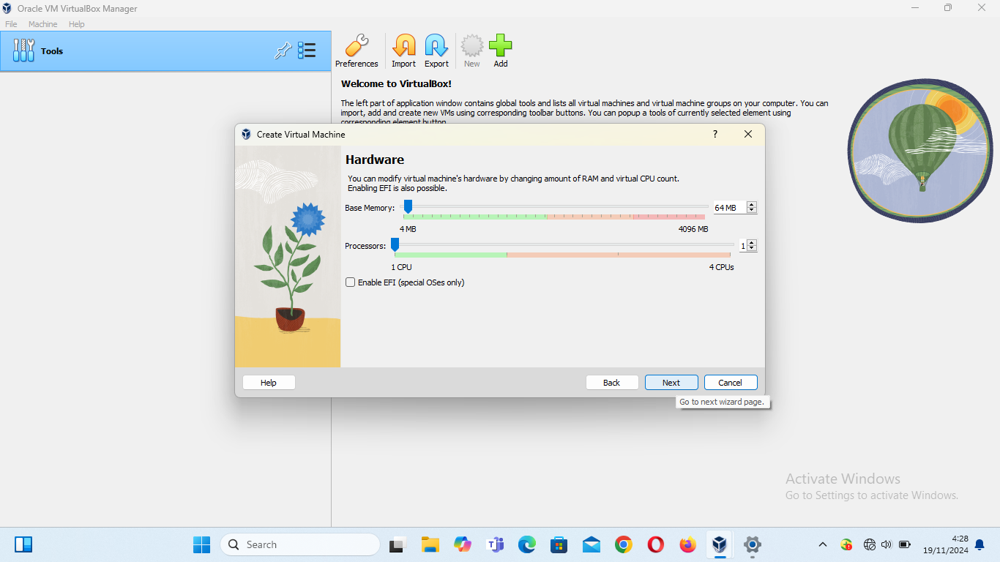 Oracle VM VirtualBox Manager
File Machine Help
Tools
Preferences Import Export New Add
Welcome to VirtualBox!
The left part of application window contains global tools and lists all virtual machines and virtual machine groups on your computer. You can
import, add and create new VMs using corresponding toolbar buttons. You can popup a tools of currently selected element using
corresponding element button
Create Virtual Machine
?
Hardware
You can modify virtual machine's hardware by changing amount of RAM and virtual CPU count.
Enabling EFI is also possible.
Base Memory: 64 MB
4 MB 4096 MB
Processors: 1
1 CPU 4 CPUs
Enable EFI (special OSes only)
Help Back Next Cancel
Go to next wizard page.
Activate Windows
Go to Settings to activate Windows.
Search
4:28
19/11/2024